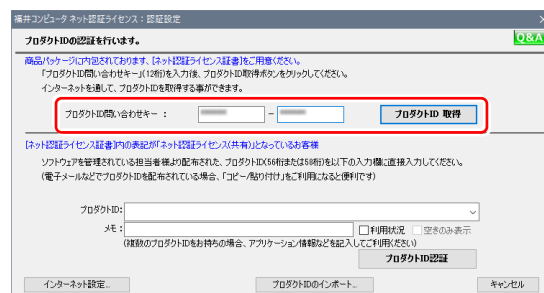 福井コンピュータ ネット認証ライセンス：認証設定
プロダクトIDの認証を行います。
Q&A
商品パッケージに内包されております、[ネット認証ライセンス証書]をご用意ください。
「プロダクトID問い合わせキー」(12桁)を入力後、プロダクトID取得ボタンをクリックしてください。
インターネットを通して、プロダクトIDを取得する事ができます。
プロダクトID問い合わせキー ：
－
プロダクトID 取得
[ネット認証ライセンス証書]内の表記が「ネット認証ライセンス(共有)」となっているお客様
ソフトウェアを管理されている担当者様より配布された、プロダクトID(56桁または58桁)を以下の入力欄に直接入力してください。
(電子メールなどでプロダクトIDを配布されている場合、「コピー/貼り付け」をご利用になると便利です)
プロダクトID：
メモ：
利用状況
空きのみ表示
(複数のプロダクトIDをお持ちの場合、アプリケーション情報などを記入してご利用ください)
プロダクトID認証
インターネット設定...
プロダクトIDのインポート...
キャンセル